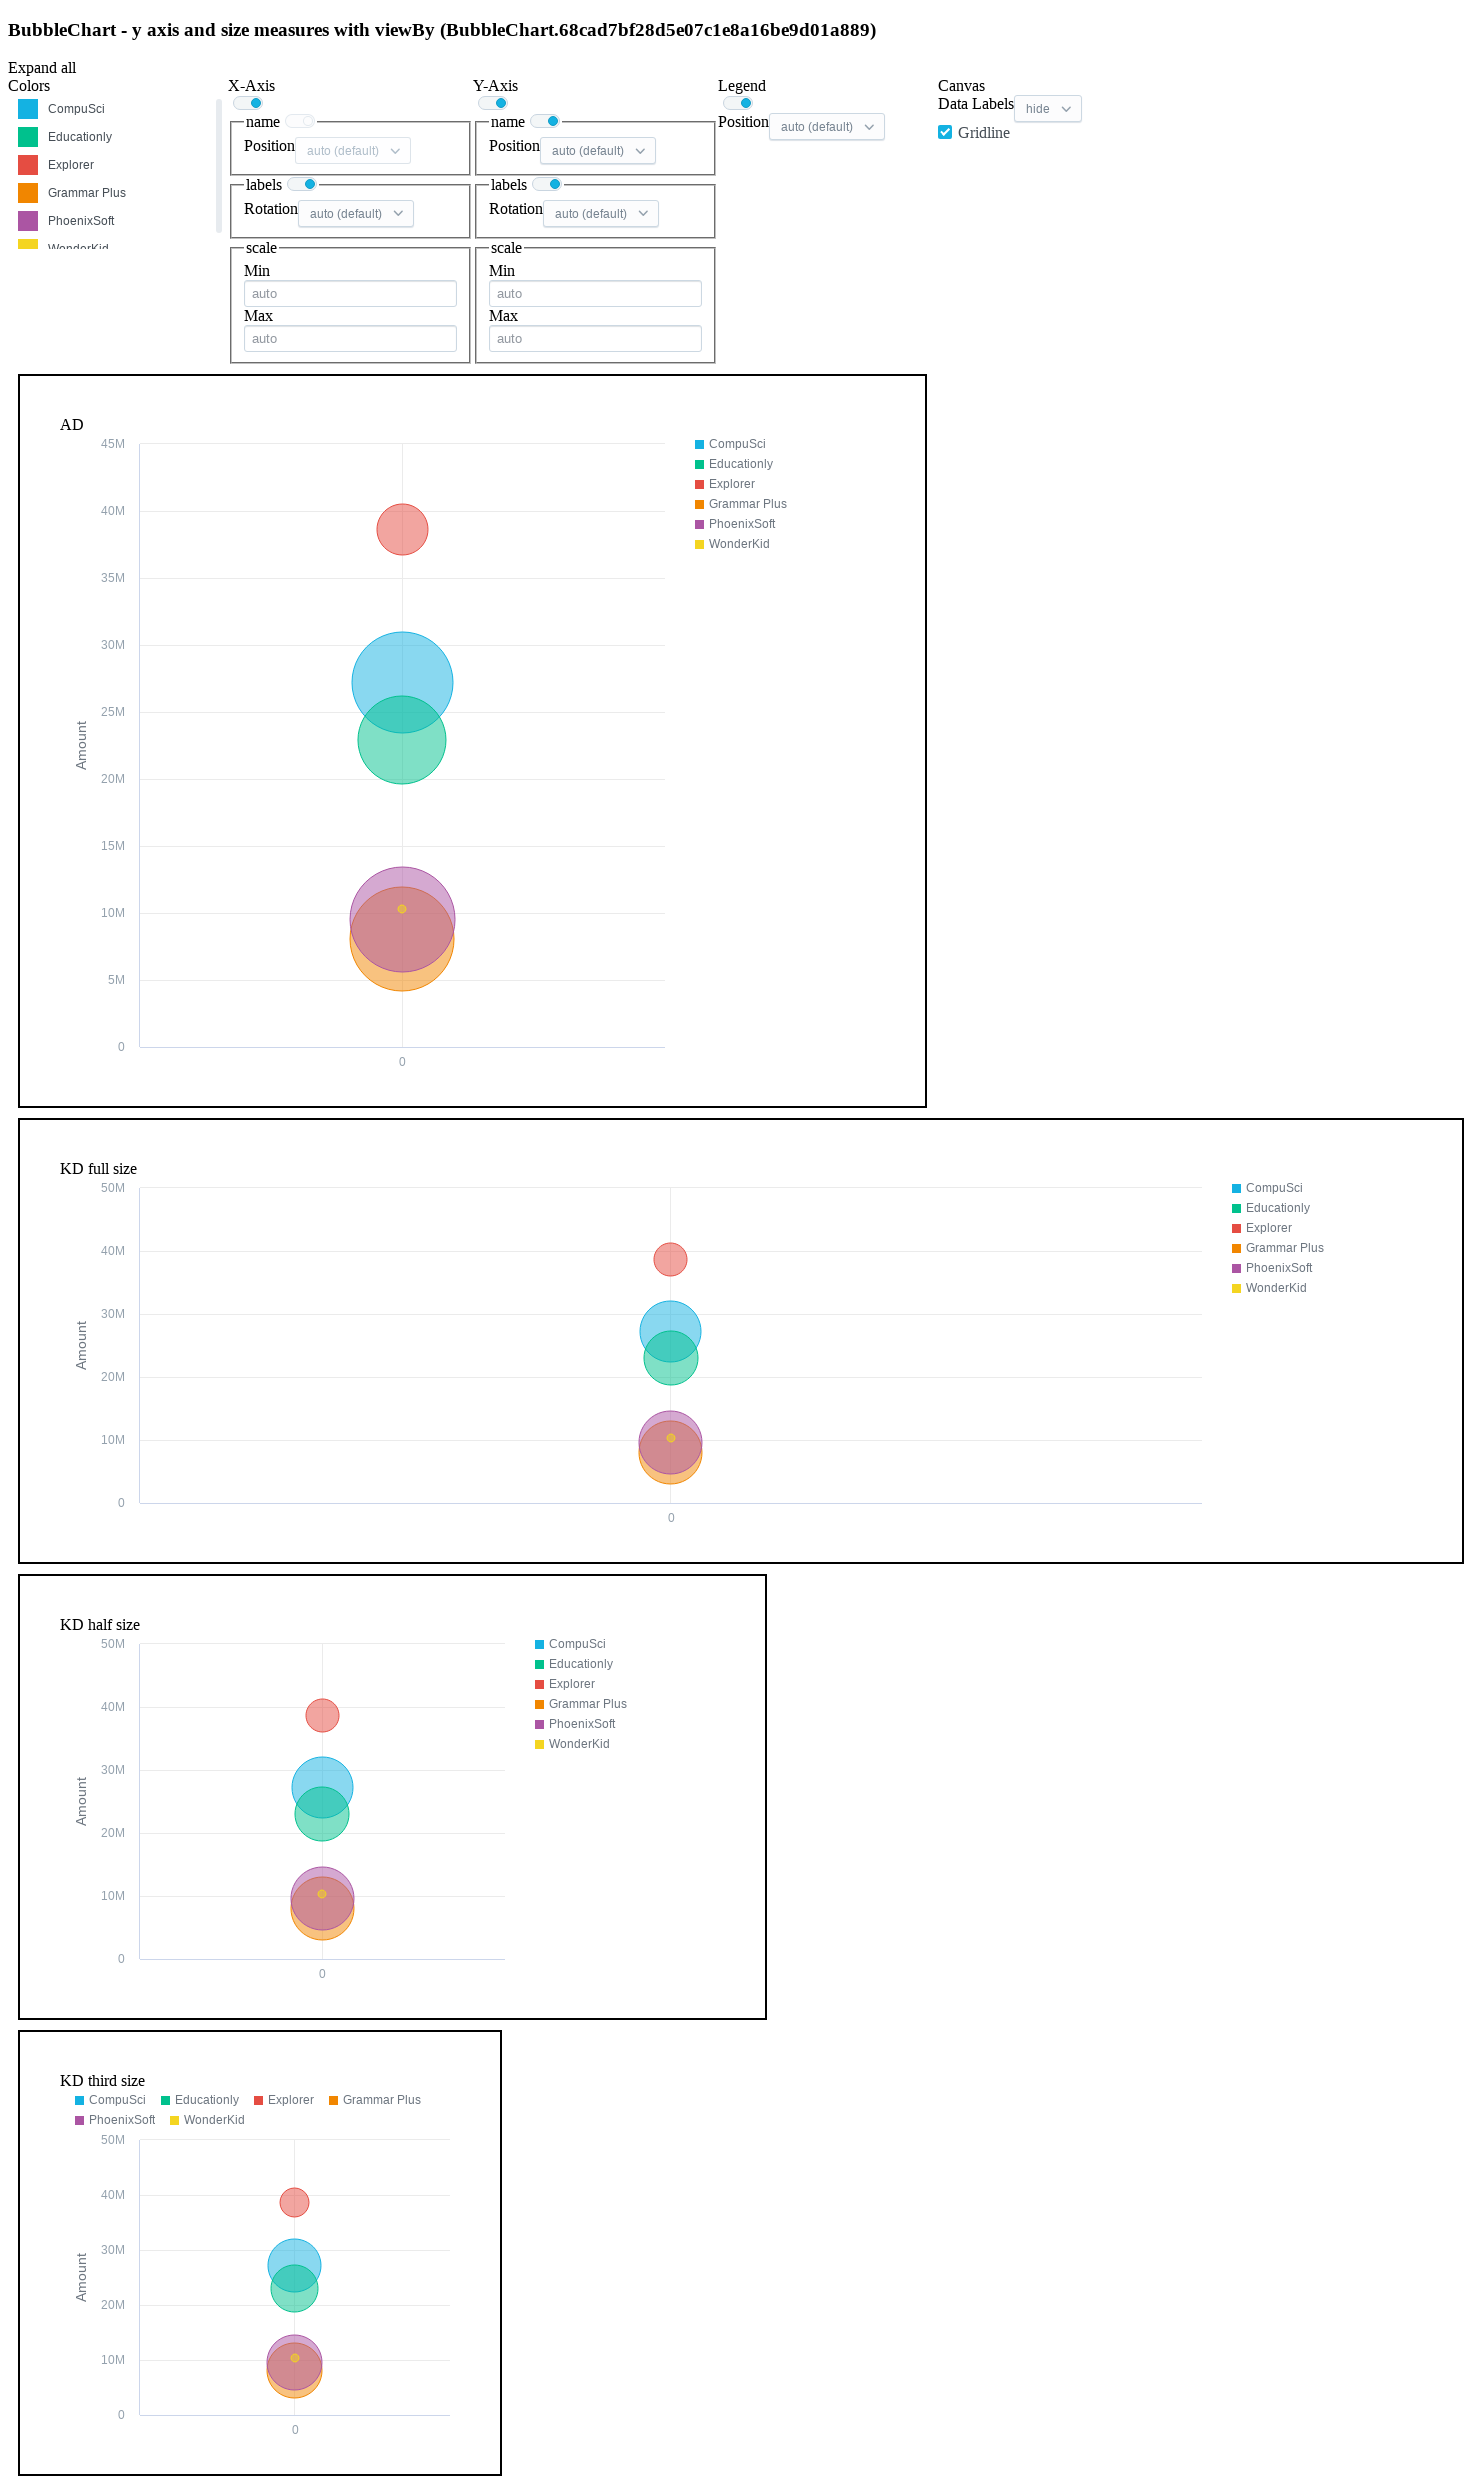 BubbleChart - y axis and size measures with viewBy (BubbleChart.68cad7bf28d5e07c1e8a16be9d01a889)
Expand all
Colors
CompuSci
Educationly
Explorer
Grammar Plus
PhoenixSoft
WonderKid
X-Axis
name
Position auto (default)
labels
Rotation auto (default)
scale
Min
auto
Max
auto
Y-Axis
name
Position auto (default)
labels
Rotation auto (default)
scale
Min
auto
Max
auto
Legend
Position auto (default)
Canvas
Data Labels hide
Gridline
AD
45M
40M
35M
30M
25M
20M
15M
10M
5M
0
Amount
0
CompuSci
Educationly
Explorer
Grammar Plus
PhoenixSoft
WonderKid
KD full size
50M
40M
30M
20M
10M
0
Amount
0
CompuSci
Educationly
Explorer
Grammar Plus
PhoenixSoft
WonderKid
KD half size
50M
40M
30M
20M
10M
0
Amount
0
CompuSci
Educationly
Explorer
Grammar Plus
PhoenixSoft
WonderKid
KD third size
CompuSci Educationly Explorer Grammar Plus
PhoenixSoft WonderKid
50M
40M
30M
20M
10M
0
Amount
0